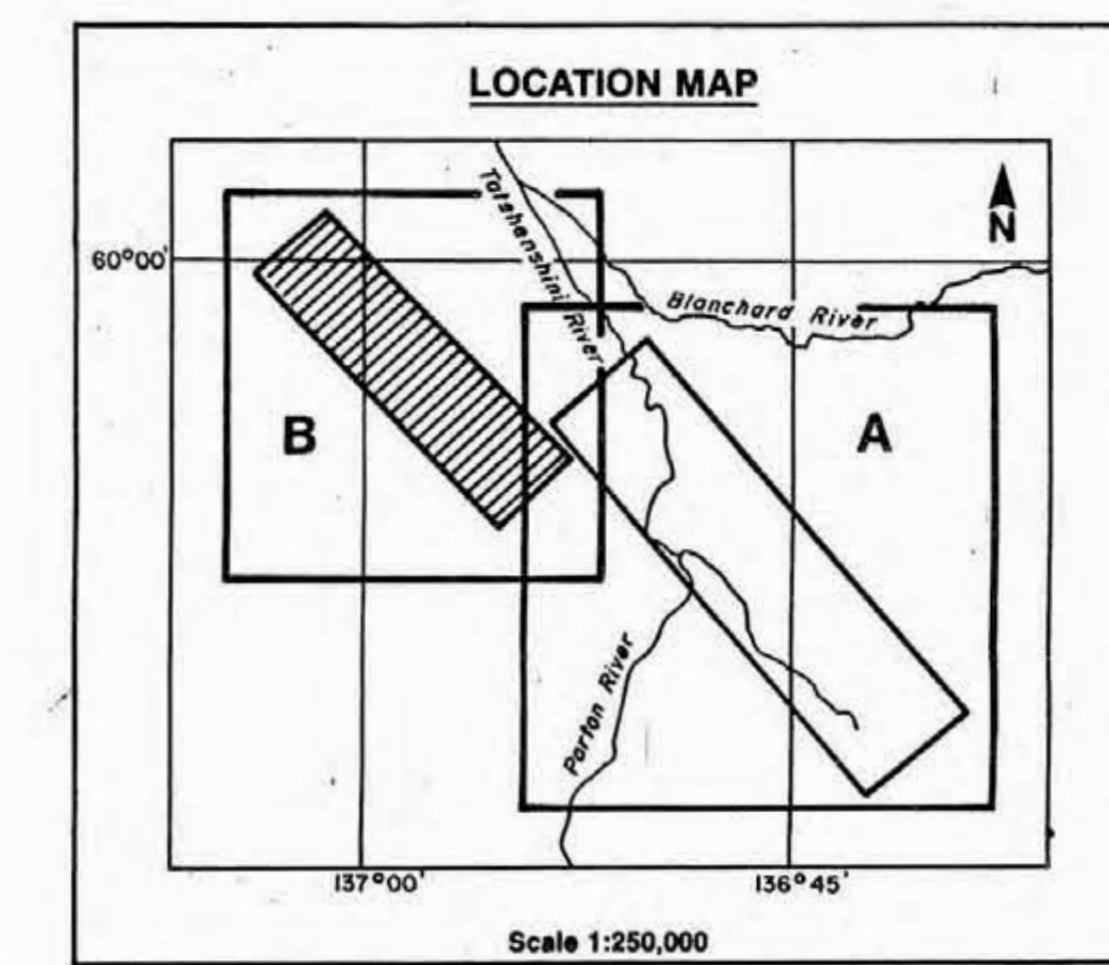 LOCATION MAP
N
Tatshenshini River
60°00'
Blanchard River
B
A
Parton River
137°00'
136°45'
Scale 1:250,000